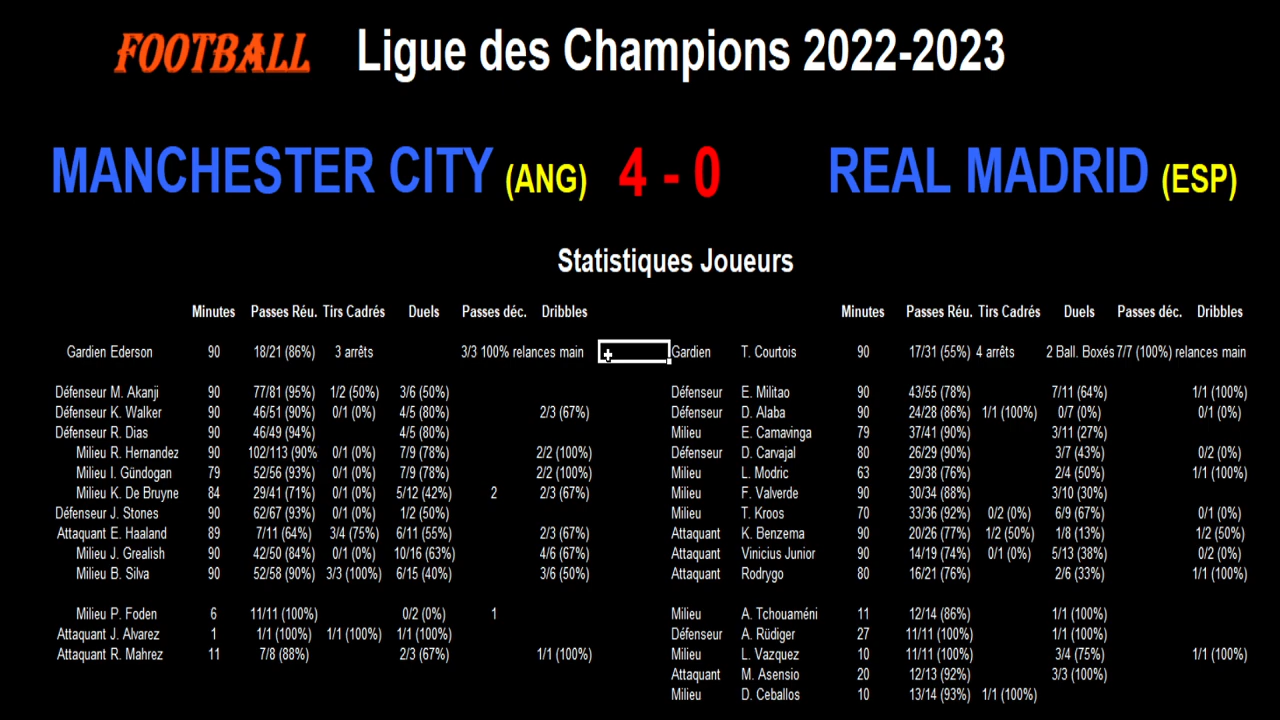 FOOTBALL Ligue des Champions 2022-2023
MANCHESTER CITY (ANG) 4 - 0 REAL MADRID (ESP)
Statistiques Joueurs
Minutes Passes Réu. Tirs Cadrés Duels Passes déc. Dribbles Minutes Passes Réu. Tirs Cadrés Duels Passes déc. Dribbles
Gardien Ederson 90 18/21 (86%) 3 arrêts 3/3 100% relances main Gardien T. Courtois 90 17/31 (55%) 4 arrêts 2 Ball. Boxés 7/7 (100%) relances main
Défenseur M. Akanji 90 77/81 (95%) 1/2 (50%) 3/6 (50%) Défenseur E. Militao 90 43/55 (78%) 7/11 (64%) 1/1 (100%)
Défenseur K. Walker 90 46/51 (90%) 0/1 (0%) 4/5 (80%) 2/3 (67%) Défenseur D. Alaba 90 24/28 (86%) 1/1 (100%) 0/7 (0%) 0/1 (0%)
Défenseur R. Dias 90 46/49 (94%) 4/5 (80%) Milieu E. Camavinga 79 37/41 (90%) 3/11 (27%)
Milieu R. Hernandez 90 102/113 (90% 0/1 (0%) 7/9 (78%) 2/2 (100%) Défenseur D. Carvajal 80 26/29 (90%) 3/7 (43%) 0/2 (0%)
Milieu I. Gündogan 79 52/56 (93%) 0/1 (0%) 7/9 (78%) 2/2 (100%) Milieu L. Modric 63 29/38 (76%) 2/4 (50%) 1/1 (100%)
Milieu K. De Bruyne 84 29/41 (71%) 0/1 (0%) 5/12 (42%) 2 2/3 (67%) Milieu F. Valverde 90 30/34 (88%) 3/10 (30%)
Défenseur J. Stones 90 62/67 (93%) 0/1 (0%) 1/2 (50%) Milieu T. Kroos 70 33/36 (92%) 0/2 (0%) 6/9 (67%) 0/1 (0%)
Attaquant E. Haaland 89 7/11 (64%) 3/4 (75%) 6/11 (55%) 2/3 (67%) Attaquant K. Benzema 90 20/26 (77%) 1/2 (50%) 1/8 (13%) 1/2 (50%)
Milieu J. Grealish 90 42/50 (84%) 0/1 (0%) 10/16 (63%) 4/6 (67%) Attaquant Vinicius Junior 90 14/19 (74%) 0/1 (0%) 5/13 (38%) 0/2 (0%)
Milieu B. Silva 90 52/58 (90%) 3/3 (100%) 6/15 (40%) 3/6 (50%) Attaquant Rodrygo 80 16/21 (76%) 2/6 (33%) 1/1 (100%)
Milieu P. Foden 6 11/11 (100%) 0/2 (0%) 1 Milieu A. Tchouaméni 11 12/14 (86%) 1/1 (100%)
Attaquant J. Alvarez 1 1/1 (100%) 1/1 (100%) 1/1 (100%) Défenseur A. Rüdiger 27 11/11 (100%) 1/1 (100%)
Attaquant R. Mahrez 11 7/8 (88%) 2/3 (67%) 1/1 (100%) Milieu L. Vazquez 10 11/11 (100%) 3/4 (75%) 1/1 (100%)
Attaquant M. Asensio 20 12/13 (92%) 3/3 (100%)
Milieu D. Ceballos 10 13/14 (93%) 1/1 (100%)